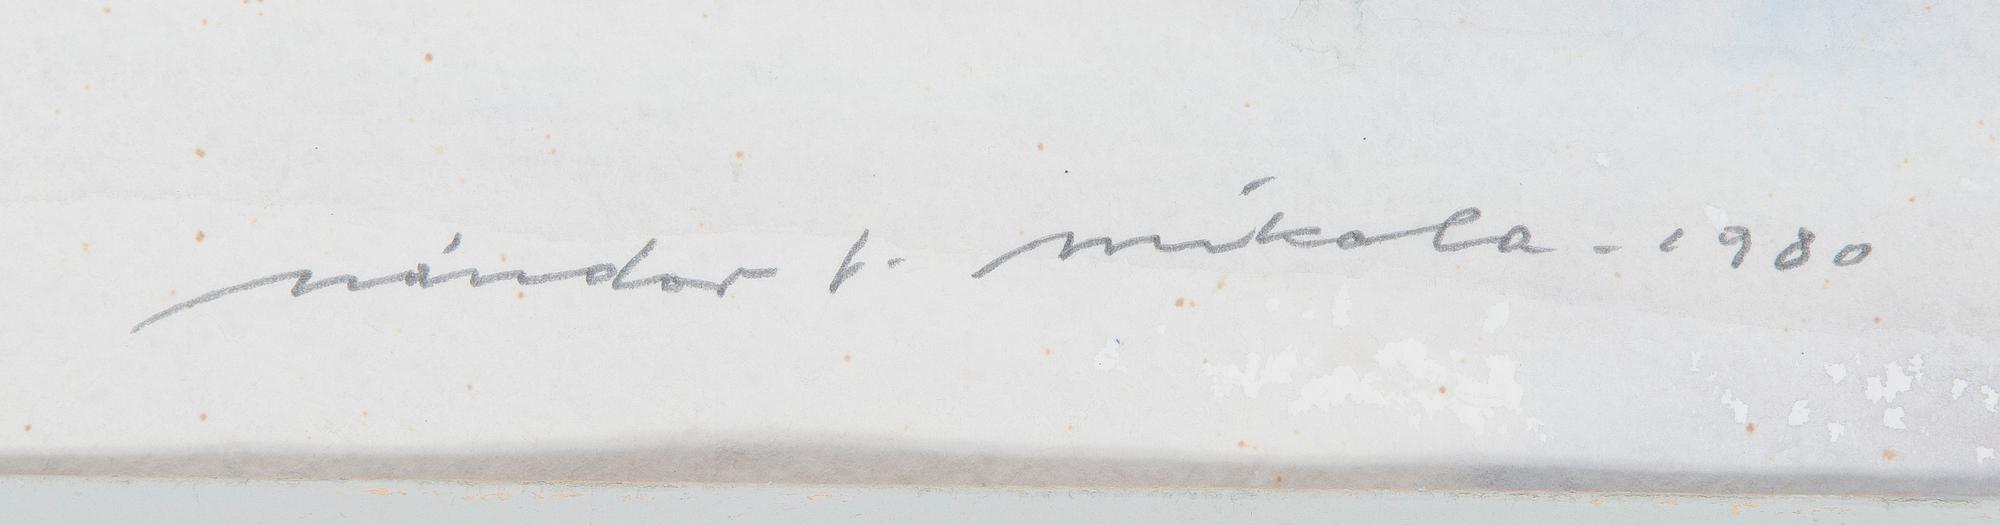 nándor j. mikola - 1980